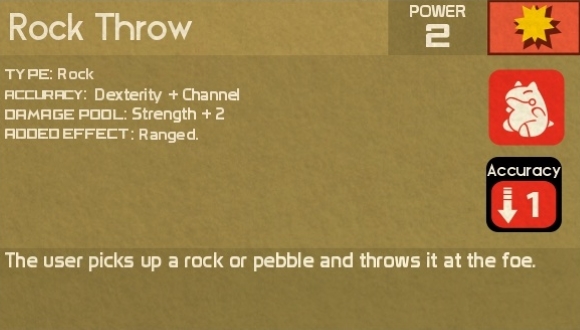 Rock Throw
POWER
2
TYPE: Rock
ACCURACY: Dexterity + Channel
DAMAGE POOL: Strength + 2
ADDED EFFECT: Ranged.
Accuracy
1
The user picks up a rock or pebble and throws it at the foe.